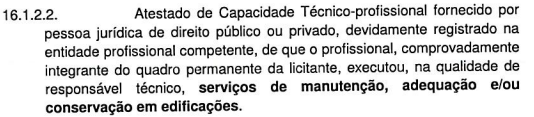 16.1.2.2. Atestado de Capacidade Técnico-profissional fornecido por
pessoa jurídica de direito público ou privado, devidamente registrado na
entidade profissional competente, de que o profissional, comprovadamente
integrante do quadro permanente da licitante, executou, na qualidade de
responsável técnico, serviços de manutenção, adequação e/ou
conservação em edificações.